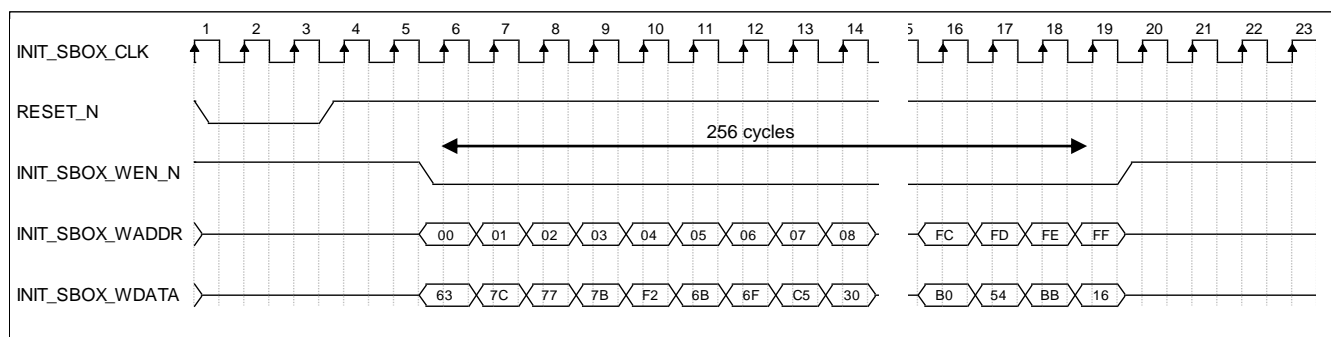 1 2 3 4 5 6 7 8 9 10 11 12 13 14 5 16 17 18 19 20 21 22 23
INIT_SBOX_CLK
RESET_N
256 cycles
INIT_SBOX_WEN_N
INIT_SBOX_WADDR 00 01 02 03 04 05 06 07 08 FC FD FE FF
INIT_SBOX_WDATA 63 7C 77 7B F2 6B 6F C5 30 B0 54 BB 16